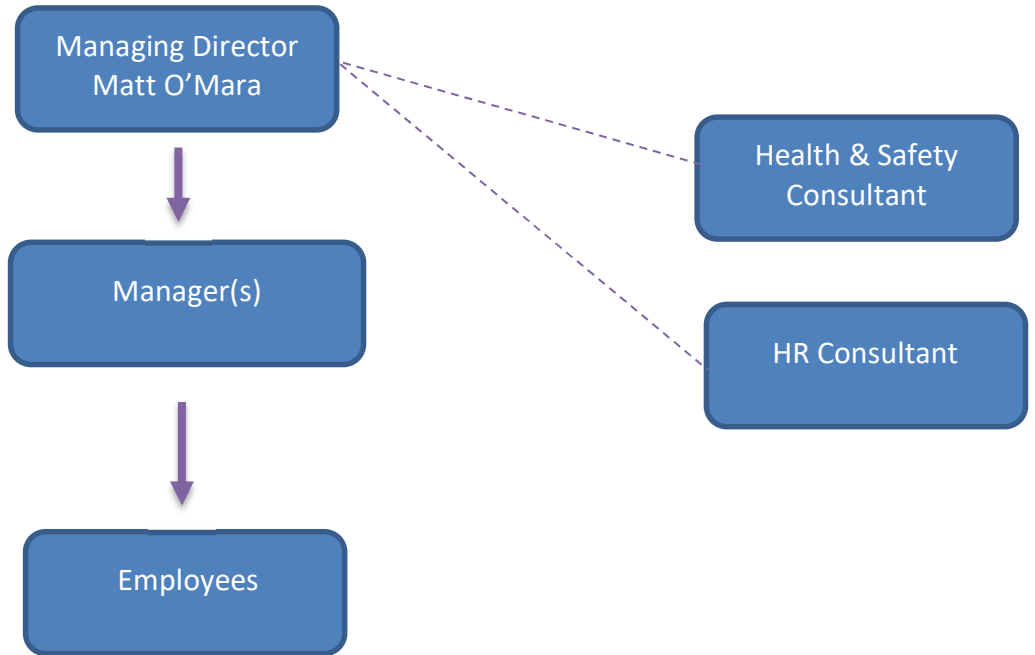 Managing Director
Matt O’Mara
Health & Safety
Consultant
Manager(s)
HR Consultant
Employees